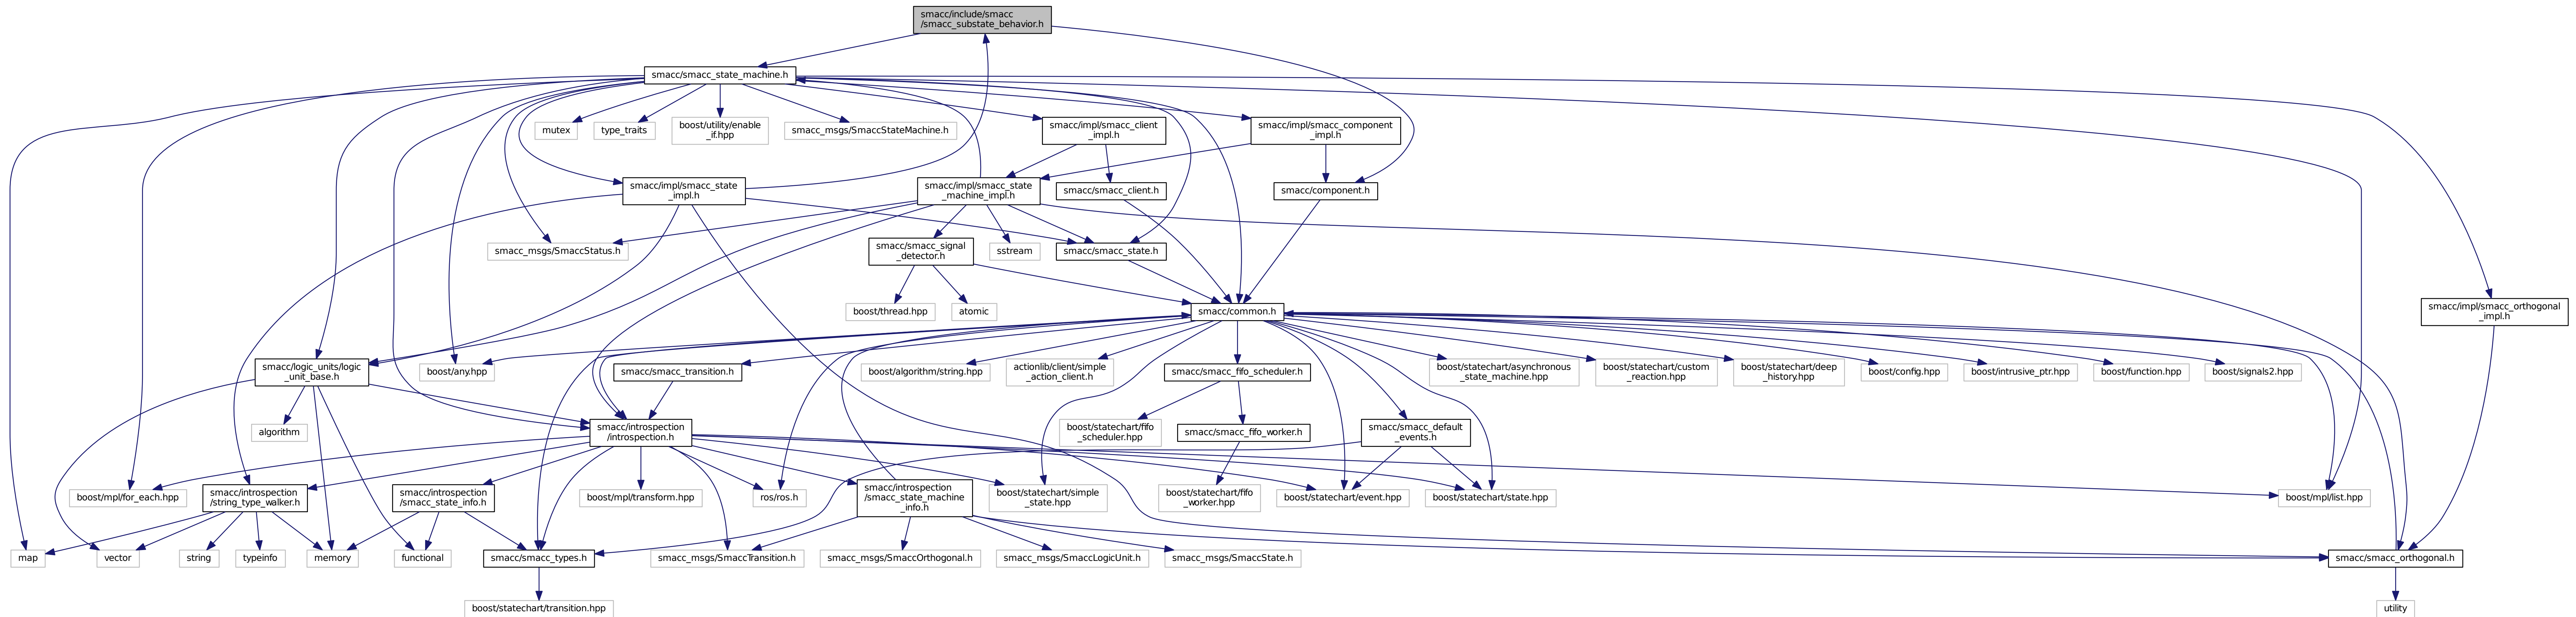 smacc/include/smacc
/smacc_substate_behavior.h
smacc/smacc_state_machine.h
mutex
type_traits
boost/utility/enable
_if.hpp
smacc_msgs/SmaccStateMachine.h
smacc/impl/smacc_client
_impl.h
smacc/impl/smacc_component
_impl.h
smacc/impl/smacc_state
_impl.h
smacc/impl/smacc_state
_machine_impl.h
smacc/smacc_client.h
smacc/component.h
smacc_msgs/SmaccStatus.h
smacc/smacc_signal
_detector.h
sstream
smacc/smacc_state.h
boost/thread.hpp
atomic
smacc/common.h
smacc/impl/smacc_orthogonal
_impl.h
smacc/logic_units/logic
_unit_base.h
boost/any.hpp
smacc/smacc_transition.h
boost/algorithm/string.hpp
actionlib/client/simple
_action_client.h
smacc/smacc_fifo_scheduler.h
boost/statechart/asynchronous
_state_machine.hpp
boost/statechart/custom
_reaction.hpp
boost/statechart/deep
_history.hpp
boost/config.hpp
boost/intrusive_ptr.hpp
boost/function.hpp
boost/signals2.hpp
algorithm
smacc/introspection
/introspection.h
boost/statechart/fifo
_scheduler.hpp
smacc/smacc_fifo_worker.h
smacc/smacc_default
_events.h
boost/mpl/for_each.hpp
smacc/introspection
/string_type_walker.h
smacc/introspection
/smacc_state_info.h
boost/mpl/transform.hpp
ros/ros.h
smacc/introspection
/smacc_state_machine
_info.h
boost/statechart/simple
_state.hpp
boost/statechart/fifo
_worker.hpp
boost/statechart/event.hpp
boost/statechart/state.hpp
boost/mpl/list.hpp
map
vector
string
typeinfo
memory
functional
smacc/smacc_types.h
smacc_msgs/SmaccTransition.h
smacc_msgs/SmaccOrthogonal.h
smacc_msgs/SmaccLogicUnit.h
smacc_msgs/SmaccState.h
smacc/smacc_orthogonal.h
boost/statechart/transition.hpp
utility